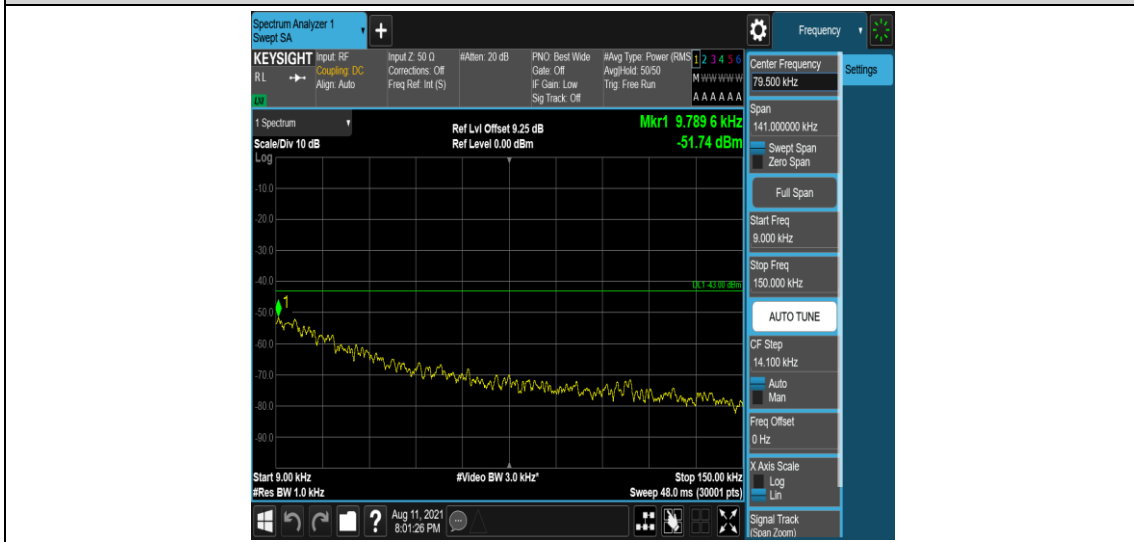 Spectrum Analyzer 1
Swept SA
+
Frequency
KEYSIGHT
RL
LXI
Input: RF
Coupling: DC
Align: Auto
Input Z: 50 Ω
Corrections: Off
Freq Ref: Int (S)
#Atten: 20 dB
PNO: Best Wide
Gate: Off
IF Gain: Low
Sig Track: Off
#Avg Type: Power (RMS
Avg|Hold: 50/50
Trig: Free Run
1 2 3 4 5 6
M W W W W W
A A A A A A
1 Spectrum
Scale/Div 10 dB
Ref Lvl Offset 9.25 dB
Ref Level 0.00 dBm
Mkr1 9.789 6 kHz
-51.74 dBm
Log
-10.0
-20.0
-30.0
-40.0
DL1 -43.00 dBm
1
-50.0
-60.0
-70.0
-80.0
-90.0
Start 9.00 kHz
#Res BW 1.0 kHz
#Video BW 3.0 kHz*
Stop 150.00 kHz
Sweep 48.0 ms (30001 pts)
?
Aug 11, 2021
8:01:26 PM
Center Frequency
79.500 kHz
Settings
Span
141.000000 kHz
Swept Span
Zero Span
Full Span
Start Freq
9.000 kHz
Stop Freq
150.000 kHz
AUTO TUNE
CF Step
14.100 kHz
Auto
Man
Freq Offset
0 Hz
X Axis Scale
Log
Lin
Signal Track
(Span Zoom)